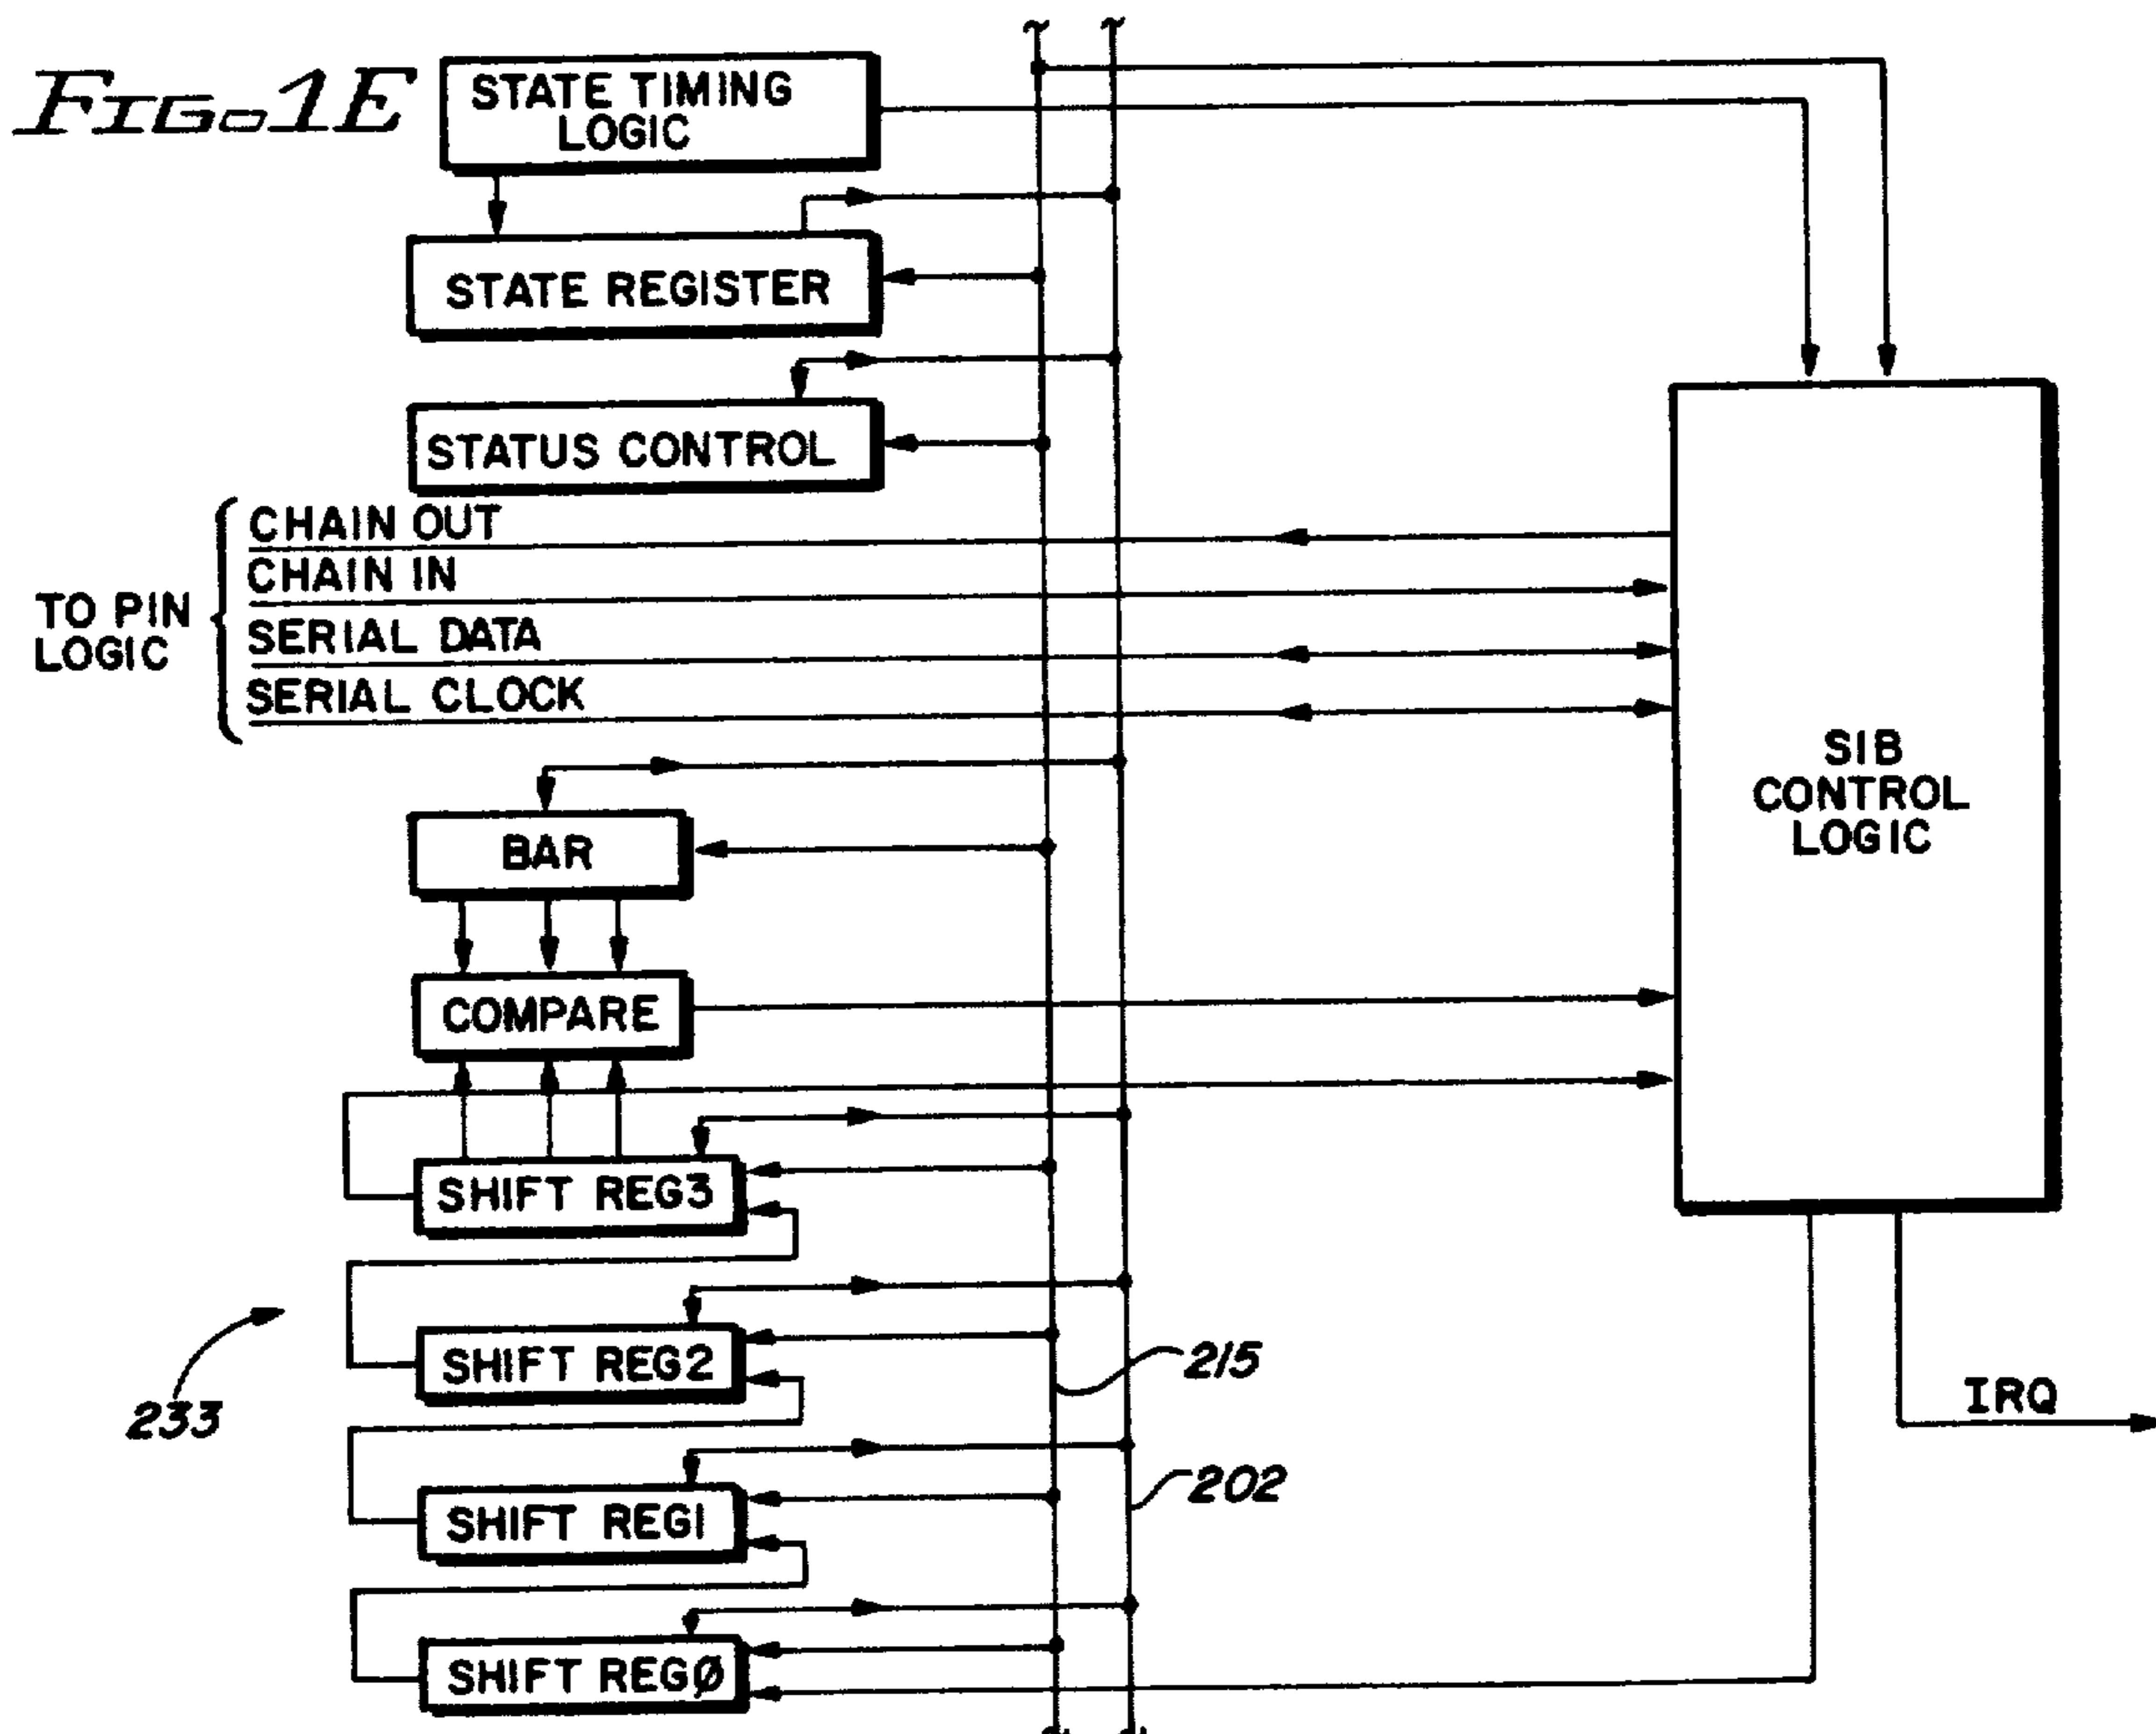 FIG. 1E
STATE TIMING
LOGIC
STATE REGISTER
STATUS CONTROL
TO PIN
LOGIC
CHAIN OUT
CHAIN IN
SERIAL DATA
SERIAL CLOCK
SIB
CONTROL
LOGIC
BAR
COMPARE
SHIFT REG3
SHIFT REG2
215
233
IRQ
202
SHIFT REG1
SHIFT REGØ